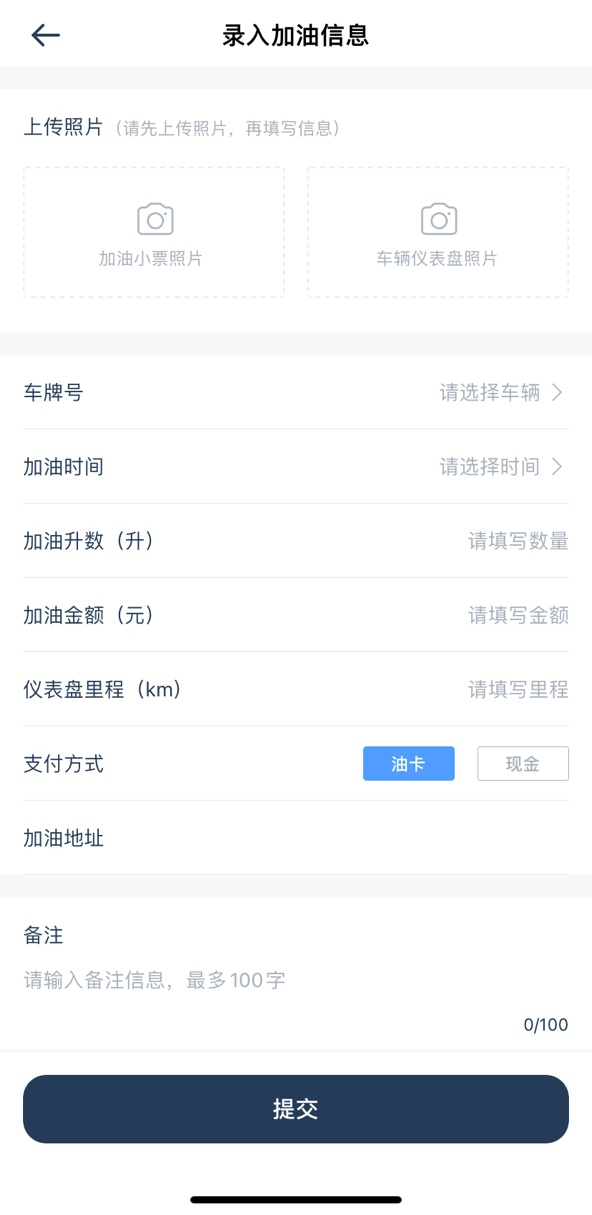 录入加油信息
上传照片（请先上传照片，再填写信息）
加油小票照片
车辆仪表盘照片
车牌号 请选择车辆
加油时间 请选择时间
加油升数（升） 请填写数量
加油金额（元） 请填写金额
仪表盘里程（km） 请填写里程
支付方式 油卡 现金
加油地址
备注
请输入备注信息，最多100字
0/100
提交